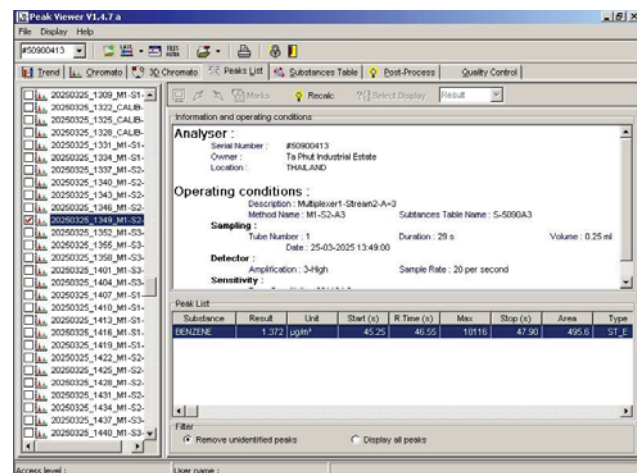 Peak Viewer V1.4.7 a
File Display Help
#50900413
Trend Chromato 3D Chromato Peaks List Substances Table Post-Process Quality Control
Marks Recalc Select Display Result
20250325_1309_M1-S1-
20250325_1322_CALIB-
20250325_1325_CALIB-
20250325_1328_CALIB-
20250325_1331_M1-S1-
20250325_1334_M1-S1-
20250325_1337_M1-S2-
20250325_1340_M1-S2-
20250325_1343_M1-S2-
20250325_1346_M1-S2-
20250325_1349_M1-S2-
20250325_1352_M1-S3-
20250325_1355_M1-S3-
20250325_1358_M1-S3-
20250325_1401_M1-S3-
20250325_1404_M1-S3-
20250325_1407_M1-S1-
20250325_1410_M1-S1-
20250325_1413_M1-S1-
20250325_1416_M1-S1-
20250325_1419_M1-S1-
20250325_1422_M1-S2-
20250325_1425_M1-S2-
20250325_1428_M1-S2-
20250325_1431_M1-S2-
20250325_1434_M1-S2-
20250325_1437_M1-S3-
20250325_1440_M1-S3-
Information and operating conditions
Analyser :
Serial Number : #50900413
Owner : Ta Phut Industrial Estate
Location : THAILAND
Operating conditions :
Description : Multiplexer1-Stream2-A=3
Method Name : M1-S2-A3 Subtances Table Name : S-5090A3
Sampling :
Tube Number : 1 Duration : 29 s Volume : 0.25 ml
Date : 25-03-2025 13:49:00
Detector :
Amplification : 3-High Sample Rate : 20 per second
Sensitivity :
Peak List
Substance Result Unit Start (s) R.Time (s) Max Stop (s) Area Type
BENZENE 1.372 µg/m³ 45.25 46.55 18116 47.90 495.6 ST_E
Filter
Remove unidentified peaks Display all peaks
Access level : User name :